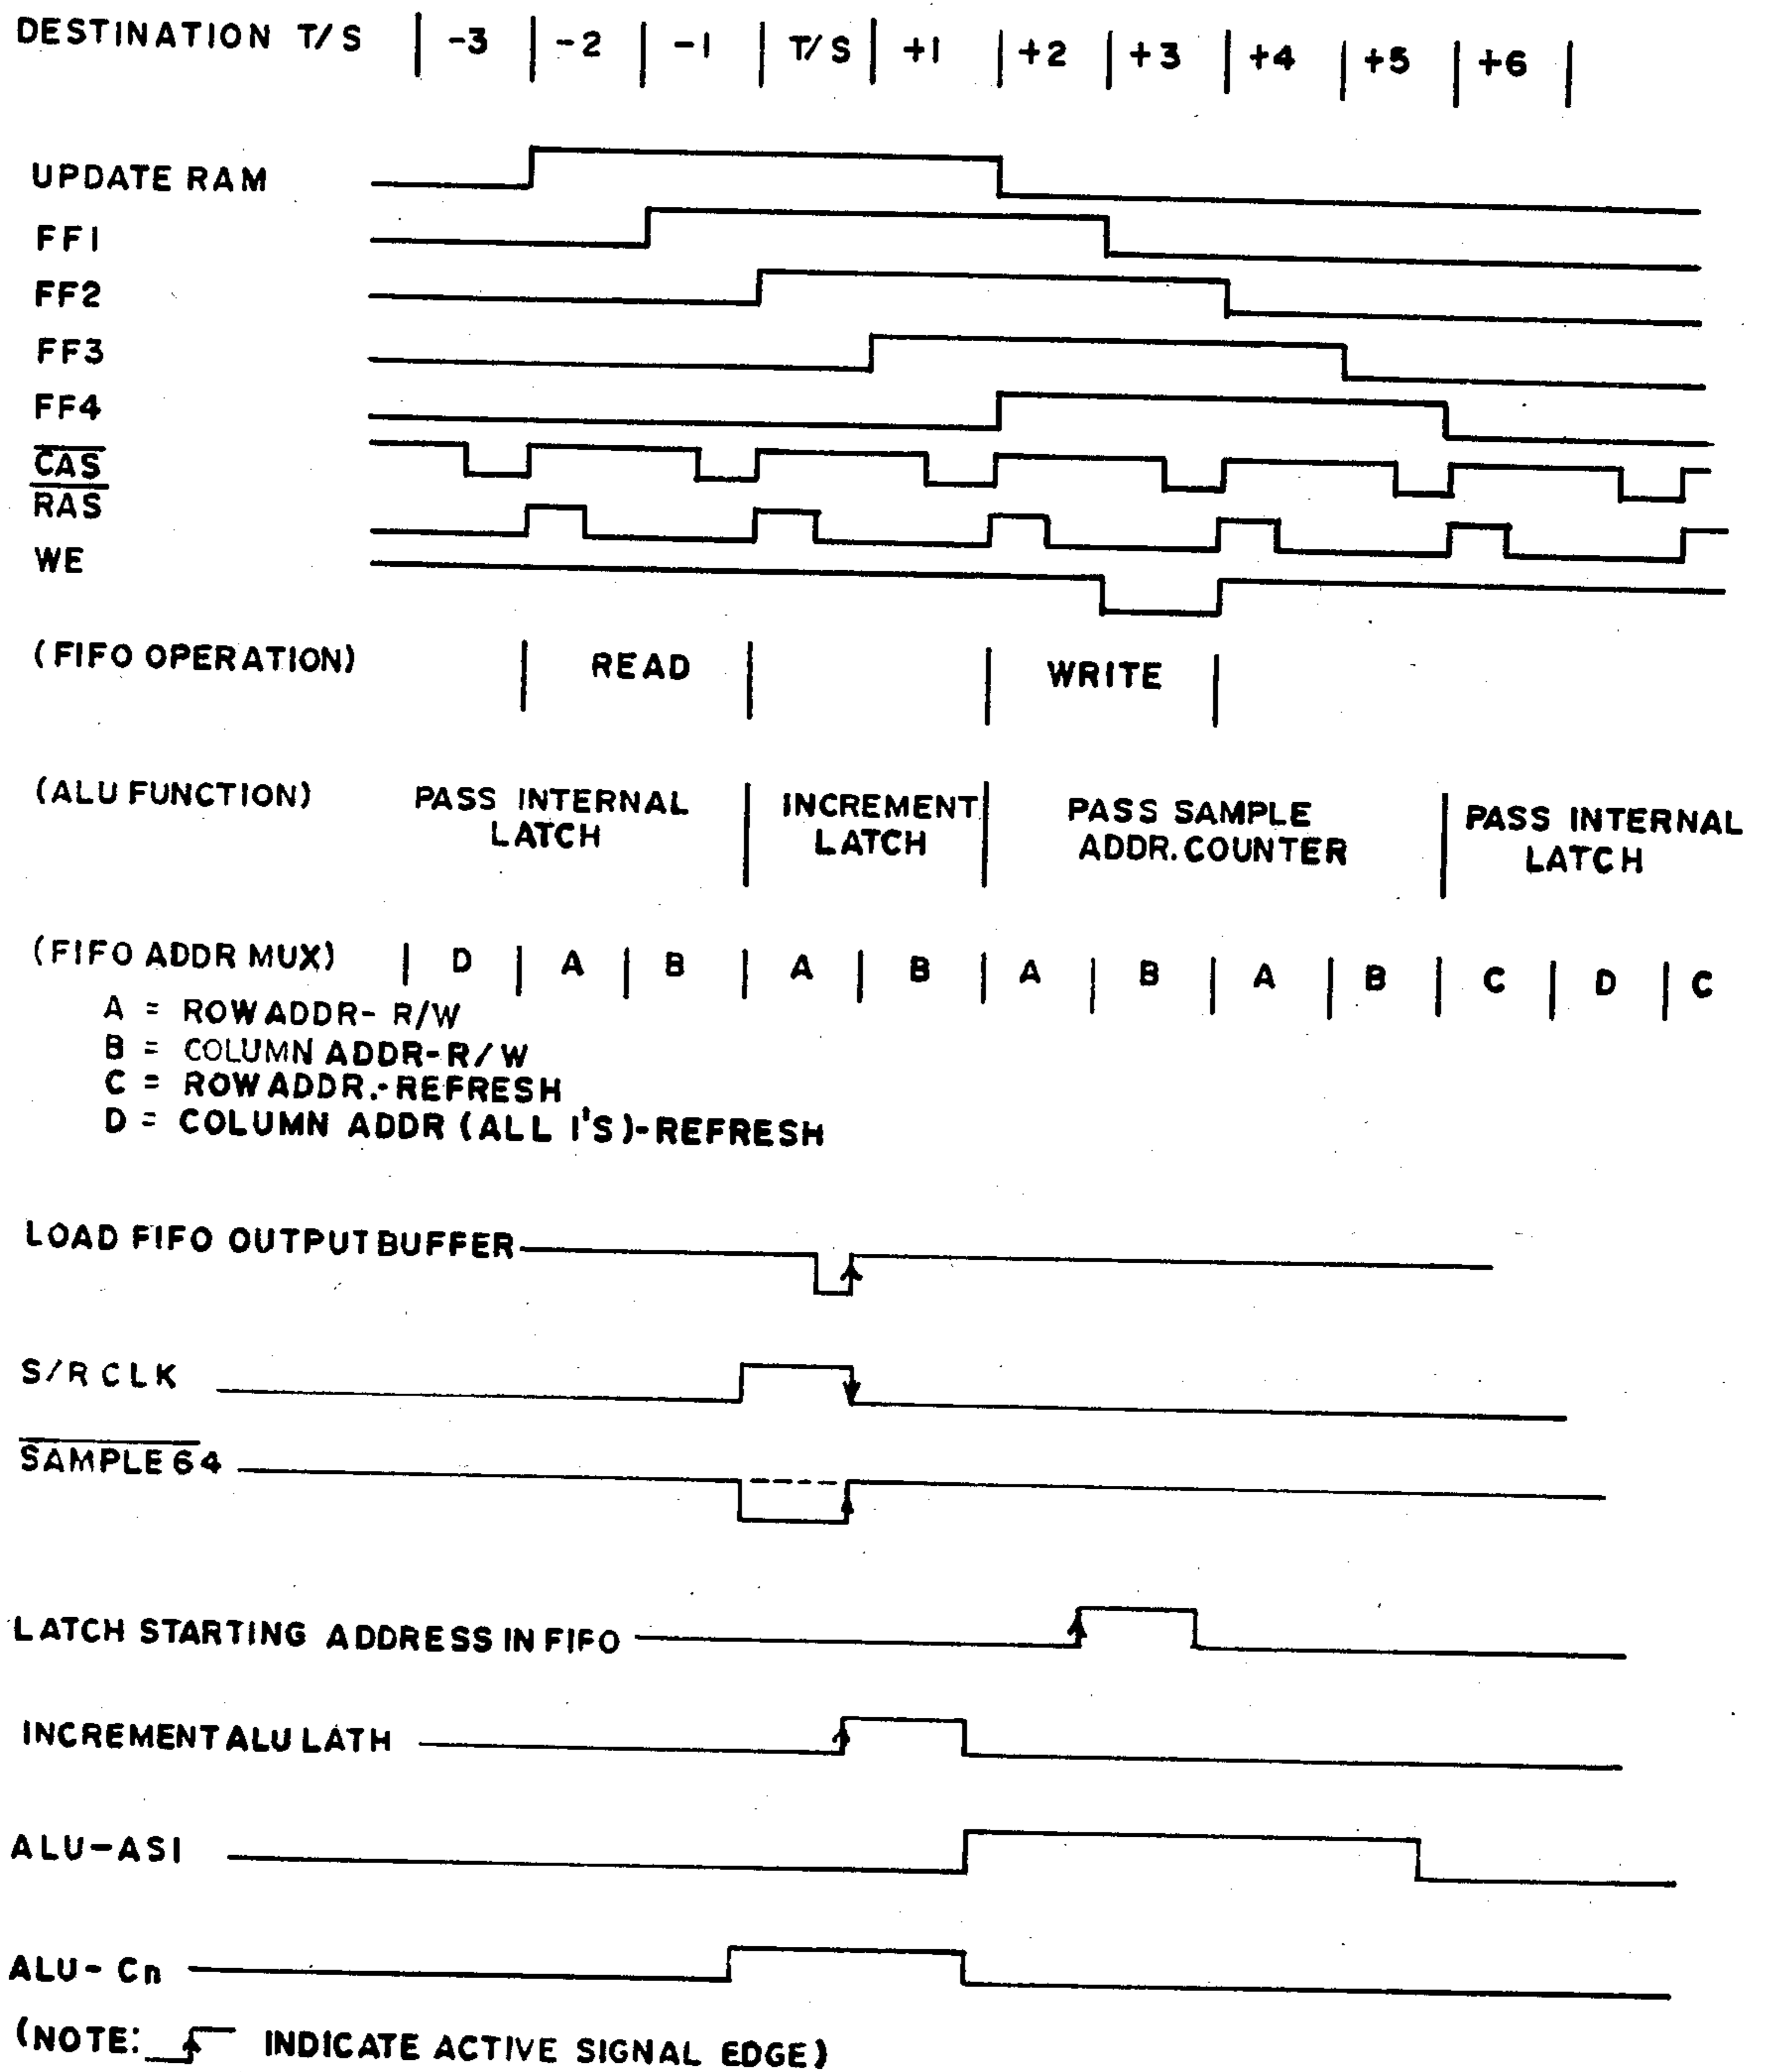 DESTINATION T/S | -3 | -2 | -1 | T/S | +1 | +2 | +3 | +4 | +5 | +6 |
UPDATE RAM
FF1
FF2
FF3
FF4
CAS
RAS
WE
(FIFO OPERATION) | READ | | WRITE |
(ALU FUNCTION) PASS INTERNAL | INCREMENT | PASS SAMPLE | PASS INTERNAL
LATCH LATCH ADDR. COUNTER LATCH
(FIFO ADDR MUX) | D | A | B | A | B | A | B | A | B | C | D | C
A = ROW ADDR- R/W
B = COLUMN ADDR-R/W
C = ROW ADDR.-REFRESH
D = COLUMN ADDR (ALL 1'S)-REFRESH
LOAD FIFO OUTPUT BUFFER
S/R CLK
SAMPLE 64
LATCH STARTING ADDRESS IN FIFO
INCREMENT ALU LATH
ALU-AS1
ALU- Cn
(NOTE: INDICATE ACTIVE SIGNAL EDGE)